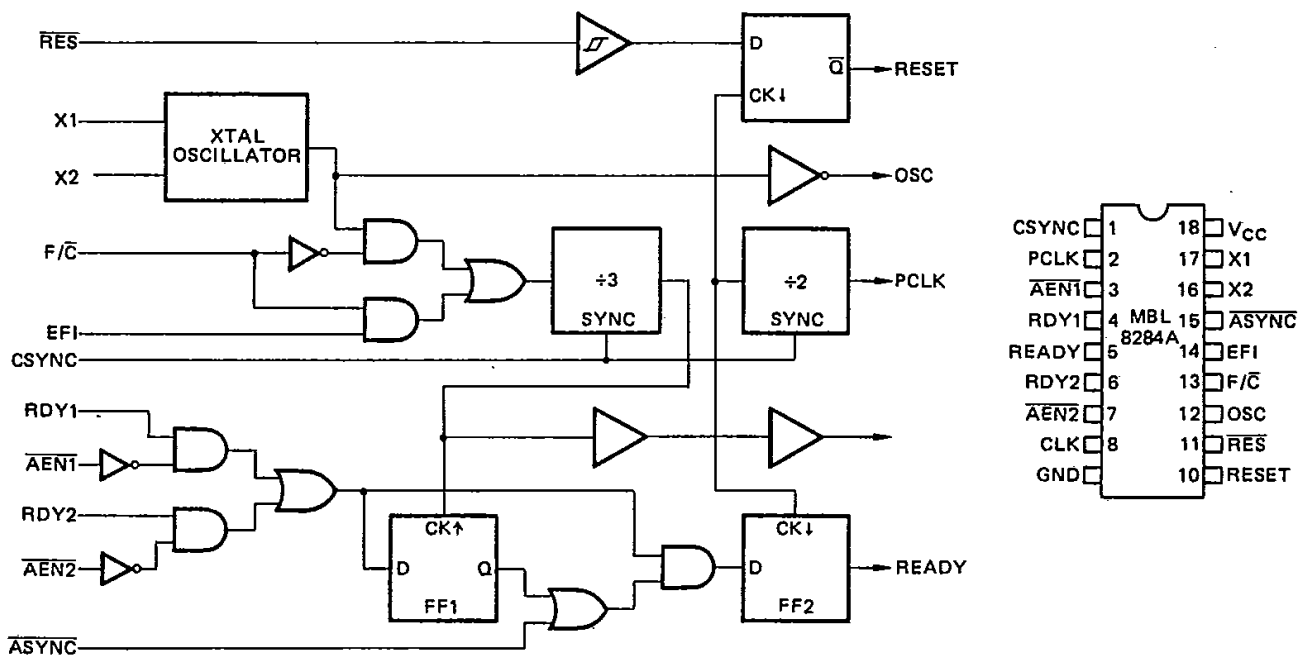 RES
D
Q
RESET
CK↓
X1
X2
XTAL
OSCILLATOR
OSC
F/C
EFI
CSYNC
÷3
SYNC
÷2
SYNC
PCLK
RDY1
AEN1
RDY2
AEN2
ASYNC
CK↑
D
Q
FF1
CK↓
D
FF2
READY
CSYNC 1
PCLK 2
AEN1 3
RDY1 4
READY 5
RDY2 6
AEN2 7
CLK 8
GND
MBL
8284A
18 VCC
17 X1
16 X2
15 ASYNC
14 EFI
13 F/C
12 OSC
11 RES
10 RESET